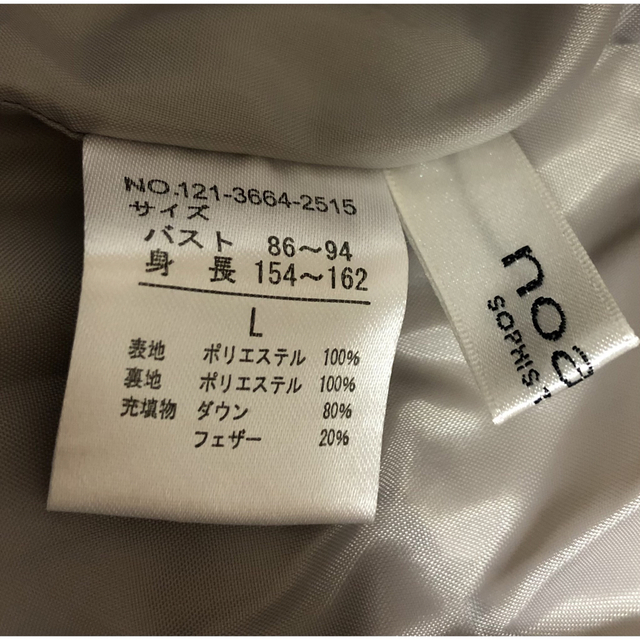 NO.121-3664-2515
サイズ
バスト 86〜94
身長 154〜162
L
表地 ポリエステル 100%
裏地 ポリエステル 100%
充填物 ダウン 80%
フェザー 20%